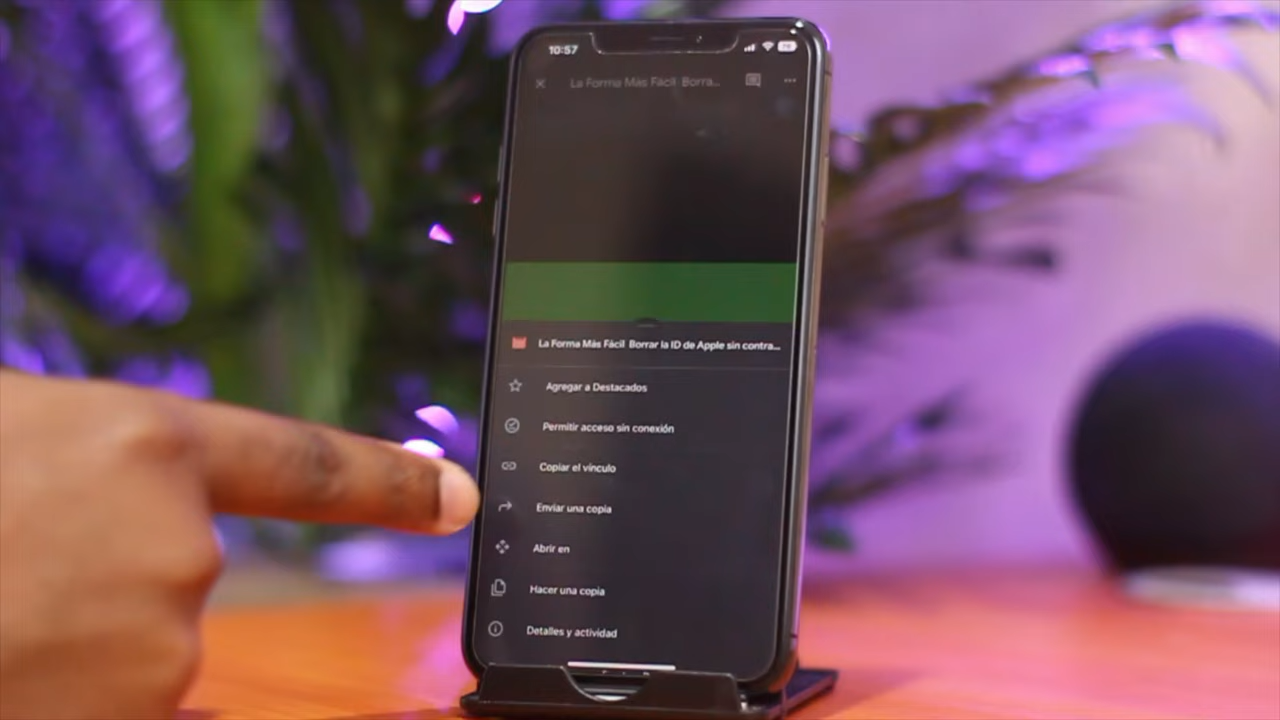 10:57
La Forma Más Fácil Borra...
La Forma Más Fácil Borrar la ID de Apple sin contra...
Agregar a Destacados
Permitir acceso sin conexión
Copiar el vínculo
Enviar una copia
Abrir en
Hacer una copia
Detalles y actividad